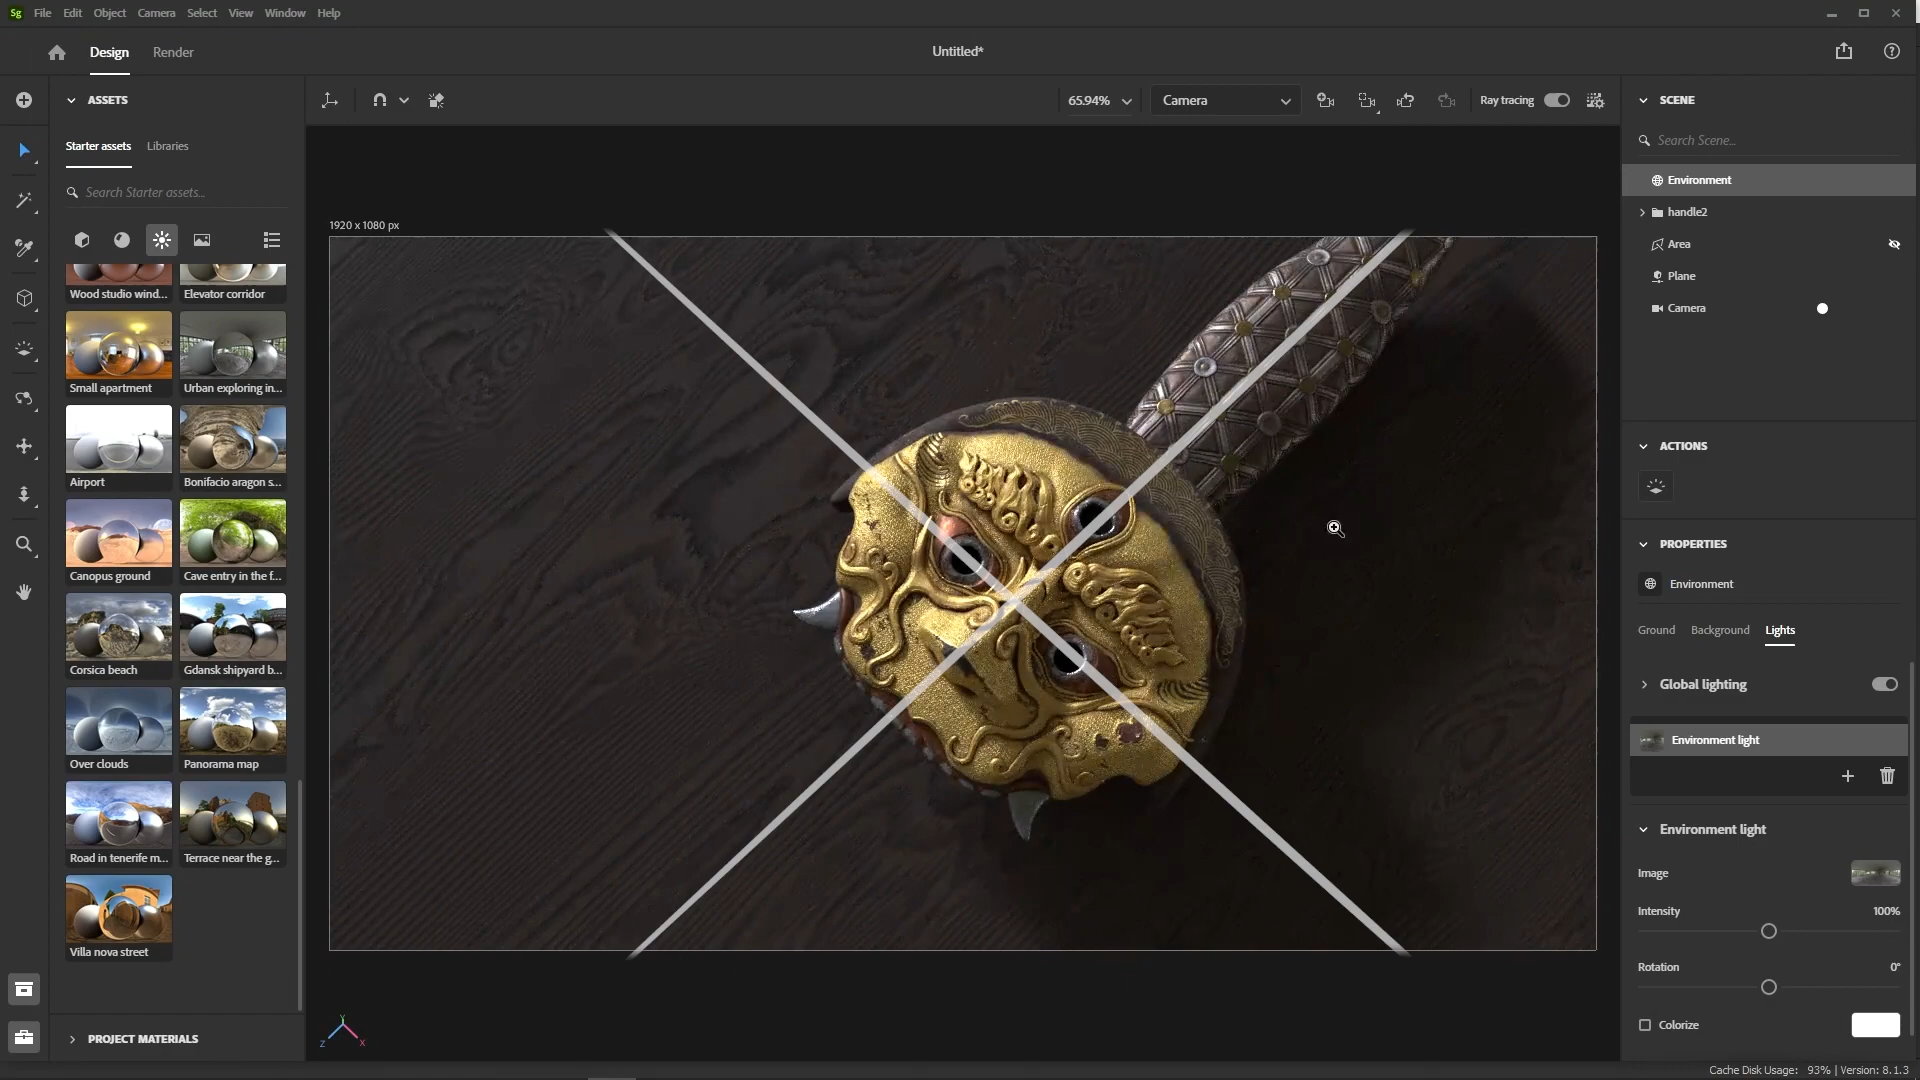 Sg File Edit Object Camera Select View Window Help
Design Render Untitled*
ASSETS
65.94% Camera Ray tracing
SCENE
Starter assets Libraries
Search Starter assets...
Search Scene...
Environment
handle2
Area
Plane
Camera
1920 x 1080 px
Wood studio wind... Elevator corridor
Small apartment Urban exploring in...
Airport Bonifacio aragon s...
Canopus ground Cave entry in the f...
Corsica beach Gdansk shipyard b...
Over clouds Panorama map
Road in tenerife m... Terrace near the g...
Villa nova street
PROJECT MATERIALS
Y
Z X
ACTIONS
PROPERTIES
Environment
Ground Background Lights
Global lighting
Environment light
Environment light
Image
Intensity 100%
Rotation 0°
Colorize
Cache Disk Usage: 93% | Version: 8.1.3